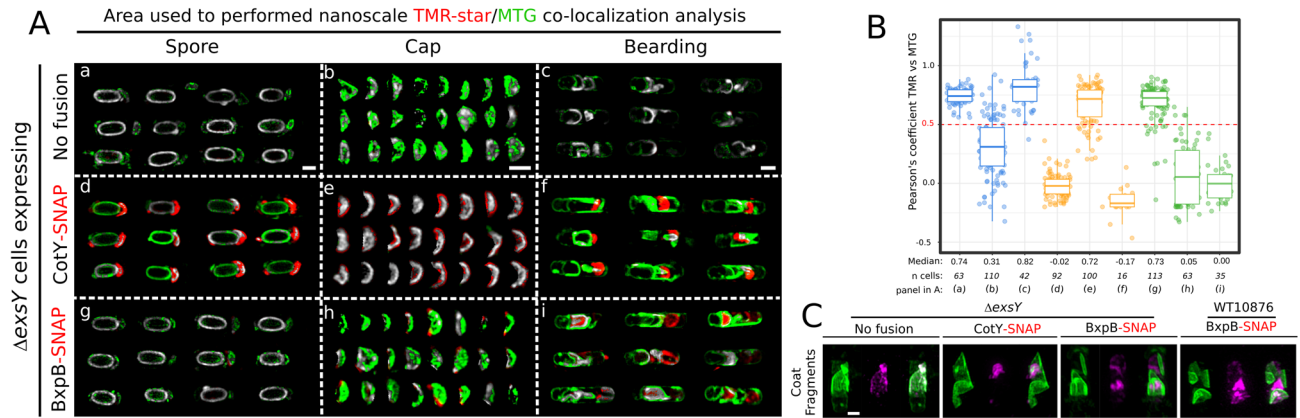 A
Area used to performed nanoscale TMR-star/MTG co-localization analysis
Spore Cap Bearding
ΔexsY cells expressing
No fusion
CotY-SNAP
BxpB-SNAP
a b c
d e f
g h i
B
Pearson's coefficient TMR vs MTG
1.0
0.5
0.0
-0.5
Median: 0.74 0.31 0.82 -0.02 0.72 -0.17 0.73 0.05 0.00
n cells: 63 110 42 92 100 16 113 63 35
panel in A: (a) (b) (c) (d) (e) (f) (g) (h) (i)
C
ΔexsY WT10876
No fusion CotY-SNAP BxpB-SNAP BxpB-SNAP
Coat
Fragments